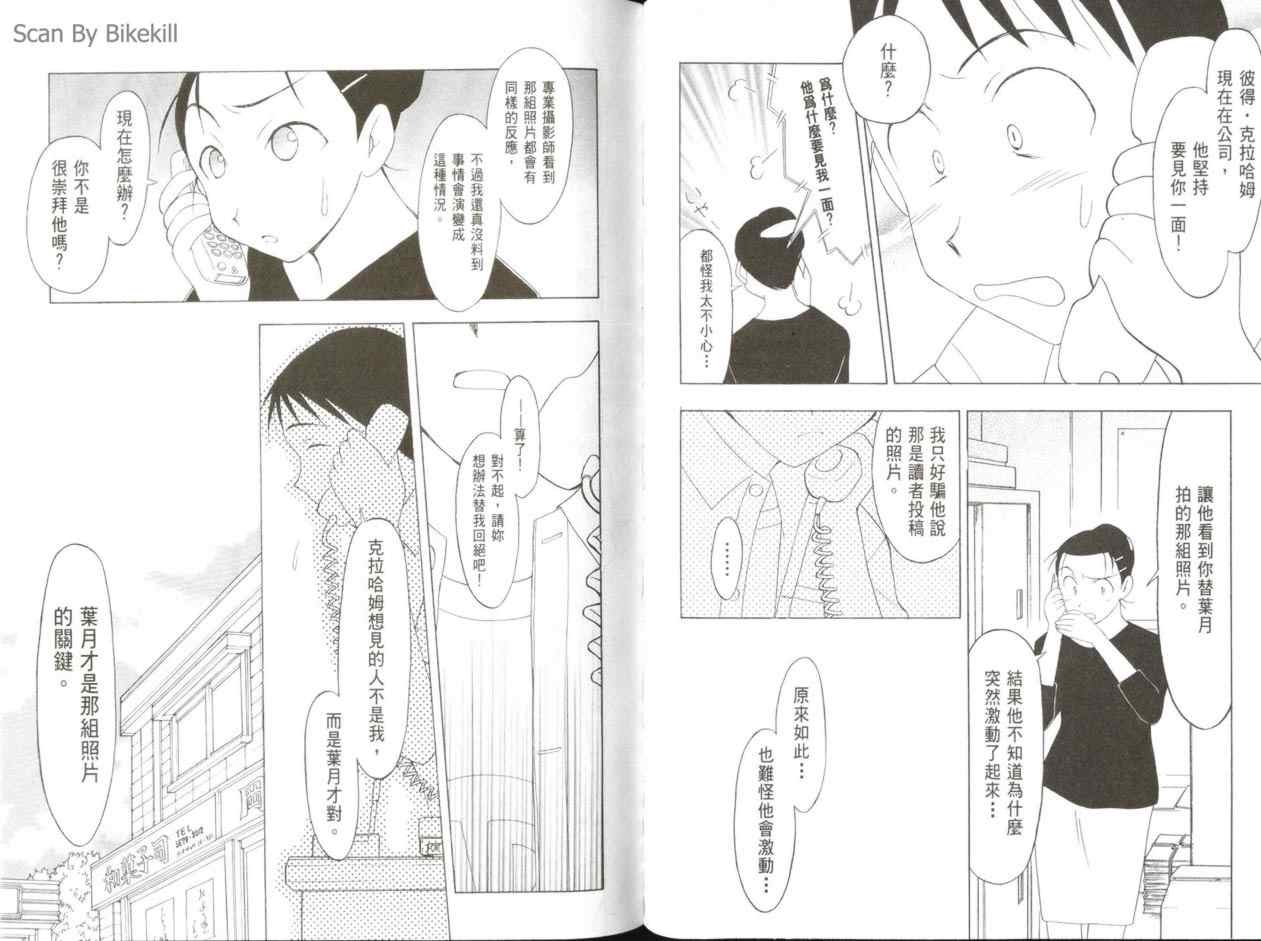 Scan By Bikekill
彼得·克拉哈姆
現在在公司，
他堅持
要見你一面！
什麼？
為什麼？
他為什麼要見我一面？
都怪我太不小心…
讓他看到你替葉月
拍的那組照片。
結果他不知道為什麼
突然激動了起來…
我只好騙他說
那是讀者投稿
的照片。
……
原來如此…
也難怪他會激動…
專業攝影師看到
那組照片都會有
同樣的反應，
不過我還真沒料到
事情會演變成
這種情況。
現在怎麼辦？
你不是
很崇拜他嗎？
——算了！
對不起，請妳
想辦法替我回絕吧！
克拉哈姆想見的人不是我，
而是葉月才對。
葉月才是那組照片
的關鍵。
和菓子司
TEL